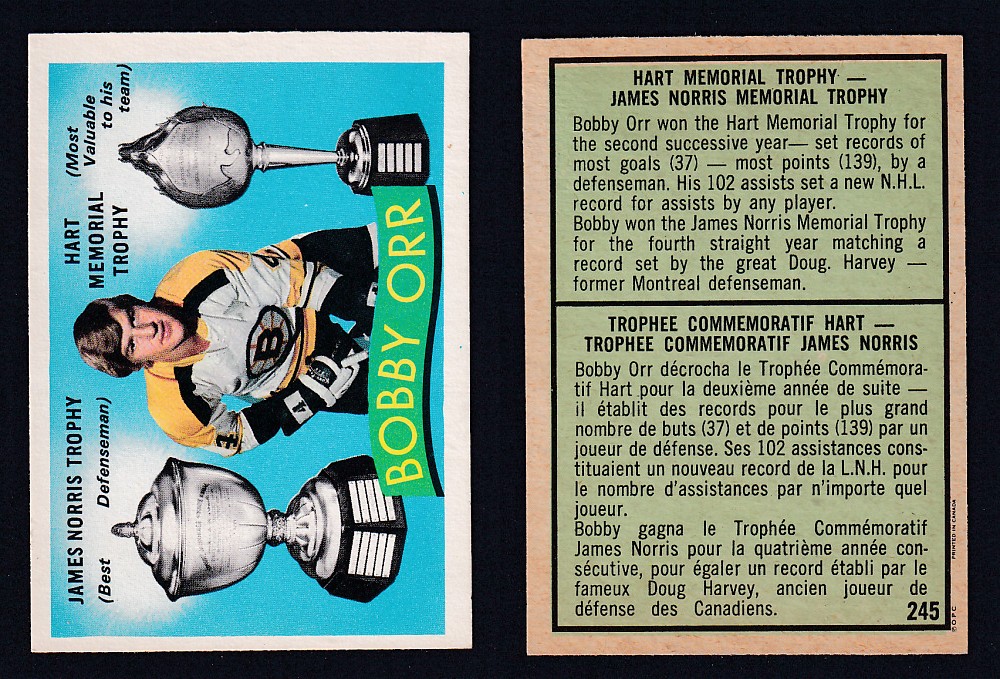 JAMES NORRIS TROPHY
(Best Defenseman)
HART
MEMORIAL
TROPHY
(Most
Valuable
to his
team)
B
4
BOBBY ORR
HART MEMORIAL TROPHY —
JAMES NORRIS MEMORIAL TROPHY
Bobby Orr won the Hart Memorial Trophy for
the second successive year— set records of
most goals (37) — most points (139), by a
defenseman. His 102 assists set a new N.H.L.
record for assists by any player.
Bobby won the James Norris Memorial Trophy
for the fourth straight year matching a
record set by the great Doug. Harvey —
former Montreal defenseman.
TROPHEE COMMEMORATIF HART —
TROPHEE COMMEMORATIF JAMES NORRIS
Bobby Orr décrocha le Trophée Commémora-
tif Hart pour la deuxième année de suite —
il établit des records pour le plus grand
nombre de buts (37) et de points (139) par un
joueur de défense. Ses 102 assistances cons-
tituaient un nouveau record de la L.N.H. pour
le nombre d'assistances par n'importe quel
joueur.
Bobby gagna le Trophée Commémoratif
James Norris pour la quatrième année con-
sécutive, pour égaler un record établi par le
fameux Doug Harvey, ancien joueur de
défense des Canadiens.
245
© O.P.C. PRINTED IN CANADA